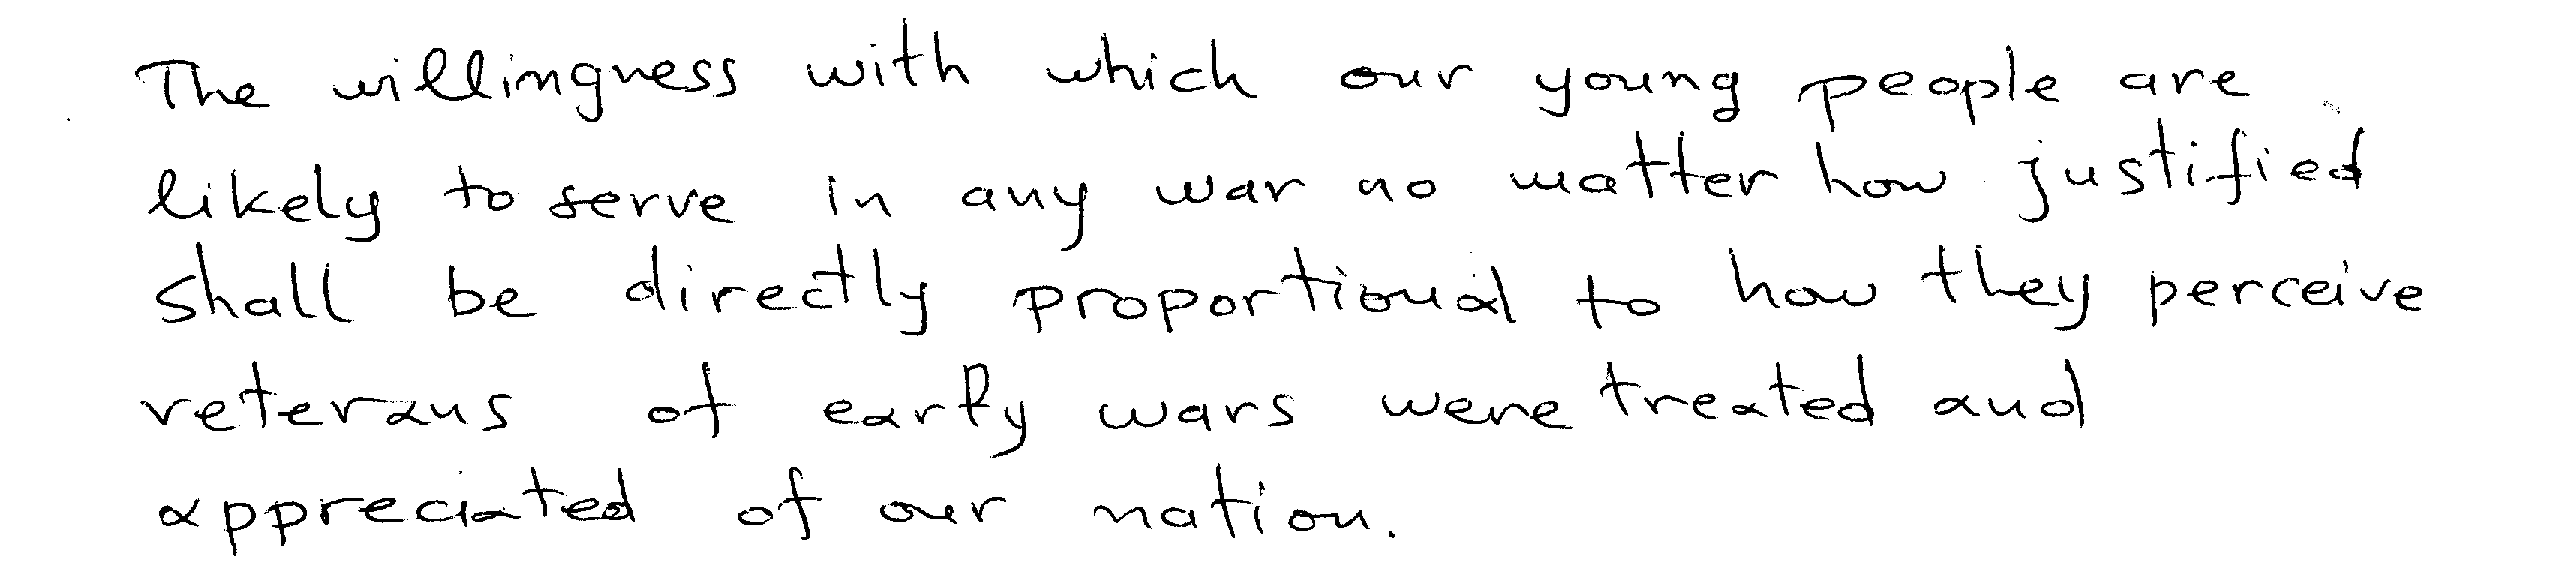 The willingness with which our young people are
likely to serve in any war no matter how justified
shall be directly proportional to how they perceive
veterans of early wars were treated and
appreciated of our nation.